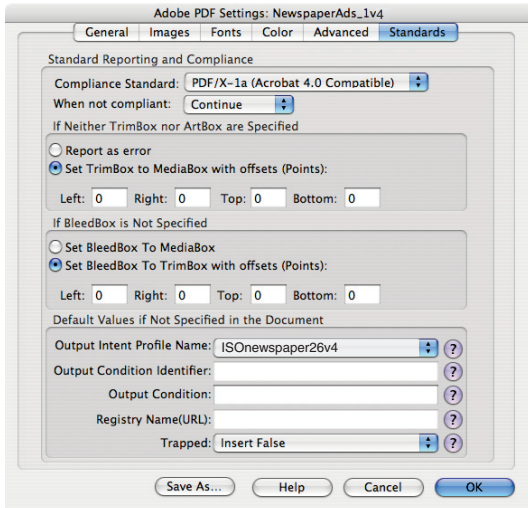 Adobe PDF Settings: NewspaperAds_1v4
General Images Fonts Color Advanced Standards
Standard Reporting and Compliance
Compliance Standard: PDF/X-1a (Acrobat 4.0 Compatible)
When not compliant: Continue
If Neither TrimBox nor ArtBox are Specified
Report as error
Set TrimBox to MediaBox with offsets (Points):
Left: 0 Right: 0 Top: 0 Bottom: 0
If BleedBox is Not Specified
Set BleedBox To MediaBox
Set BleedBox To TrimBox with offsets (Points):
Left: 0 Right: 0 Top: 0 Bottom: 0
Default Values if Not Specified in the Document
Output Intent Profile Name: ISOnewspaper26v4 ?
Output Condition Identifier: ?
Output Condition: ?
Registry Name(URL): ?
Trapped: Insert False ?
Save As... Help Cancel OK